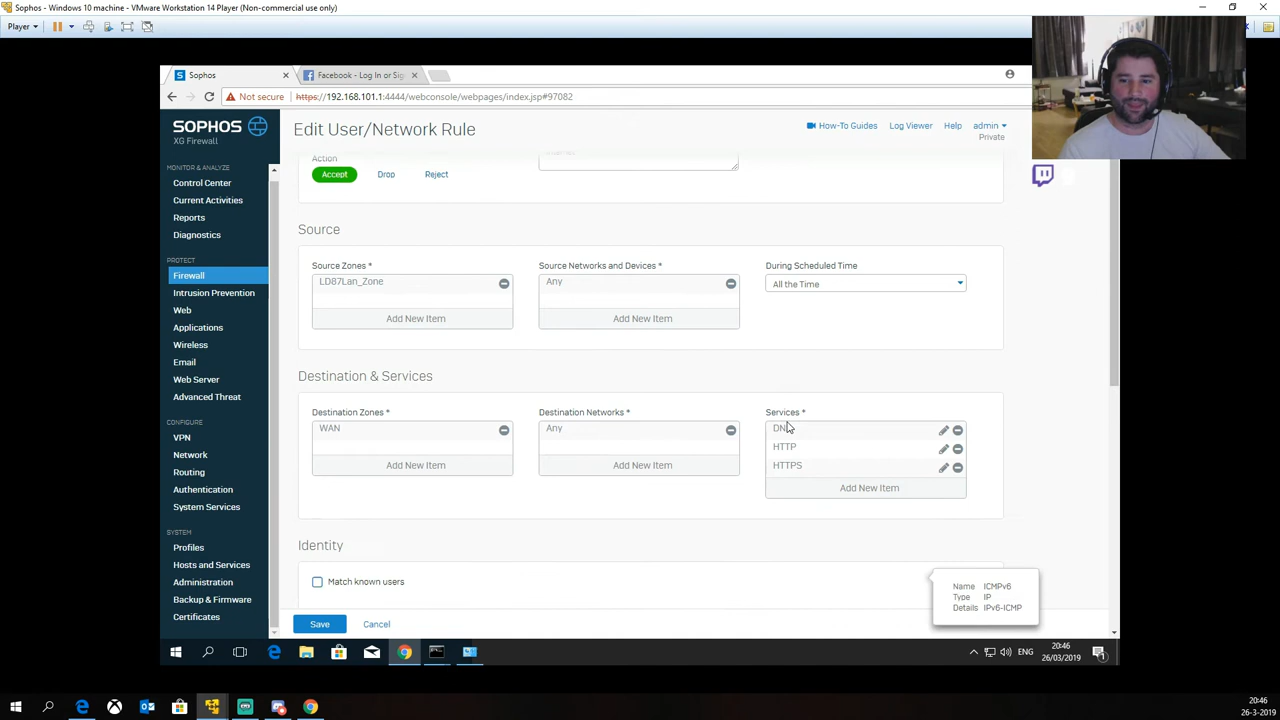 Sophos - Windows 10 machine - VMware Workstation 14 Player (Non-commercial use only)
Player
Sophos
Facebook - Log In or Sig
Not secure
https://192.168.101.1:4444/webconsole/webpages/index.jsp#97082
SOPHOS
XG Firewall
Edit User/Network Rule
How-To Guides
Log Viewer
Help
admin
Private
MONITOR & ANALYZE
Control Center
Current Activities
Reports
Diagnostics
PROTECT
Firewall
Intrusion Prevention
Web
Applications
Wireless
Email
Web Server
Advanced Threat
CONFIGURE
VPN
Network
Routing
Authentication
System Services
SYSTEM
Profiles
Hosts and Services
Administration
Backup & Firmware
Certificates
Action
Accept Drop Reject
Source
Source Zones * Source Networks and Devices * During Scheduled Time
LD87Lan_Zone Any All the Time
Add New Item Add New Item
Destination & Services
Destination Zones * Destination Networks * Services *
WAN Any
HTTP
HTTPS
Add New Item Add New Item Add New Item
Identity
Match known users
Name ICMPv6
Type IP
Details IPv6-ICMP
Save Cancel
ENG
20:46
26/03/2019
20:46
26-3-2019